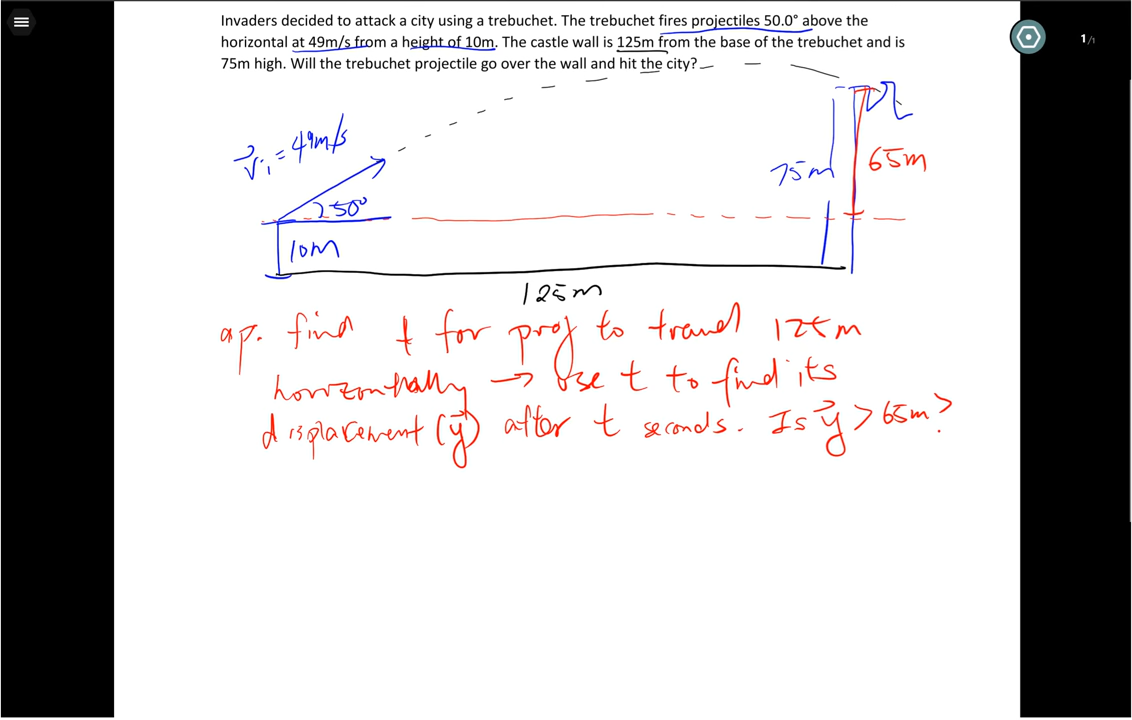 Invaders decided to attack a city using a trebuchet. The trebuchet fires projectiles 50.0° above the
horizontal at 49m/s from a height of 10m. The castle wall is 125m from the base of the trebuchet and is
75m high. Will the trebuchet projectile go over the wall and hit the city?
1/1
v⃗i = 49m/s
50°
10m
75m
65m
125m
ap. find t for proj to travel 125m
horizontally → use t to find its
displacement (y⃗) after t seconds. Is y⃗ > 65m?